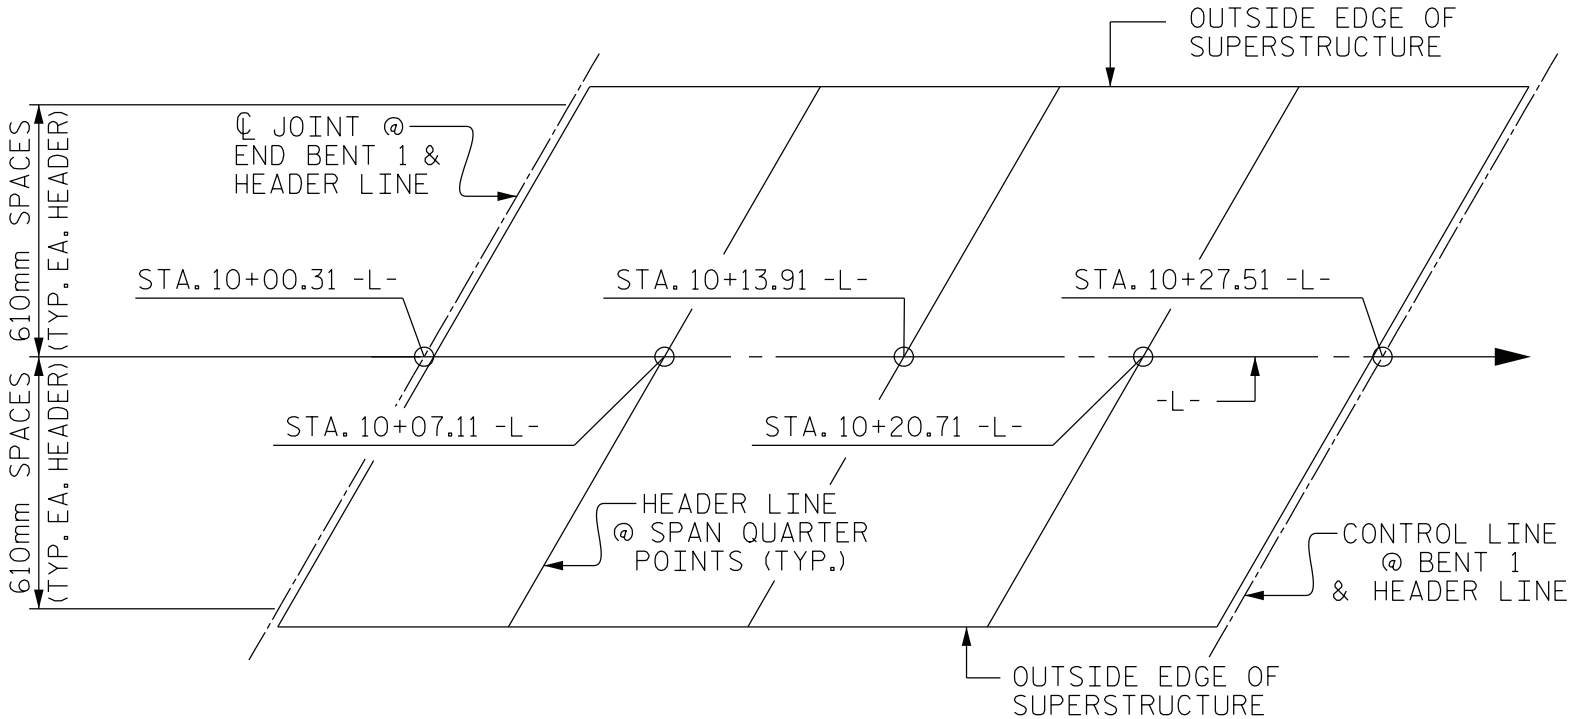 OUTSIDE EDGE OF
SUPERSTRUCTURE
℄ JOINT @
END BENT 1 &
HEADER LINE
610mm SPACES
(TYP. EA. HEADER)
STA. 10+00.31 -L-
STA. 10+13.91 -L-
STA. 10+27.51 -L-
STA. 10+07.11 -L-
STA. 10+20.71 -L-
-L-
610mm SPACES
(TYP. EA. HEADER)
HEADER LINE
@ SPAN QUARTER
POINTS (TYP.)
CONTROL LINE
@ BENT 1
& HEADER LINE
OUTSIDE EDGE OF
SUPERSTRUCTURE